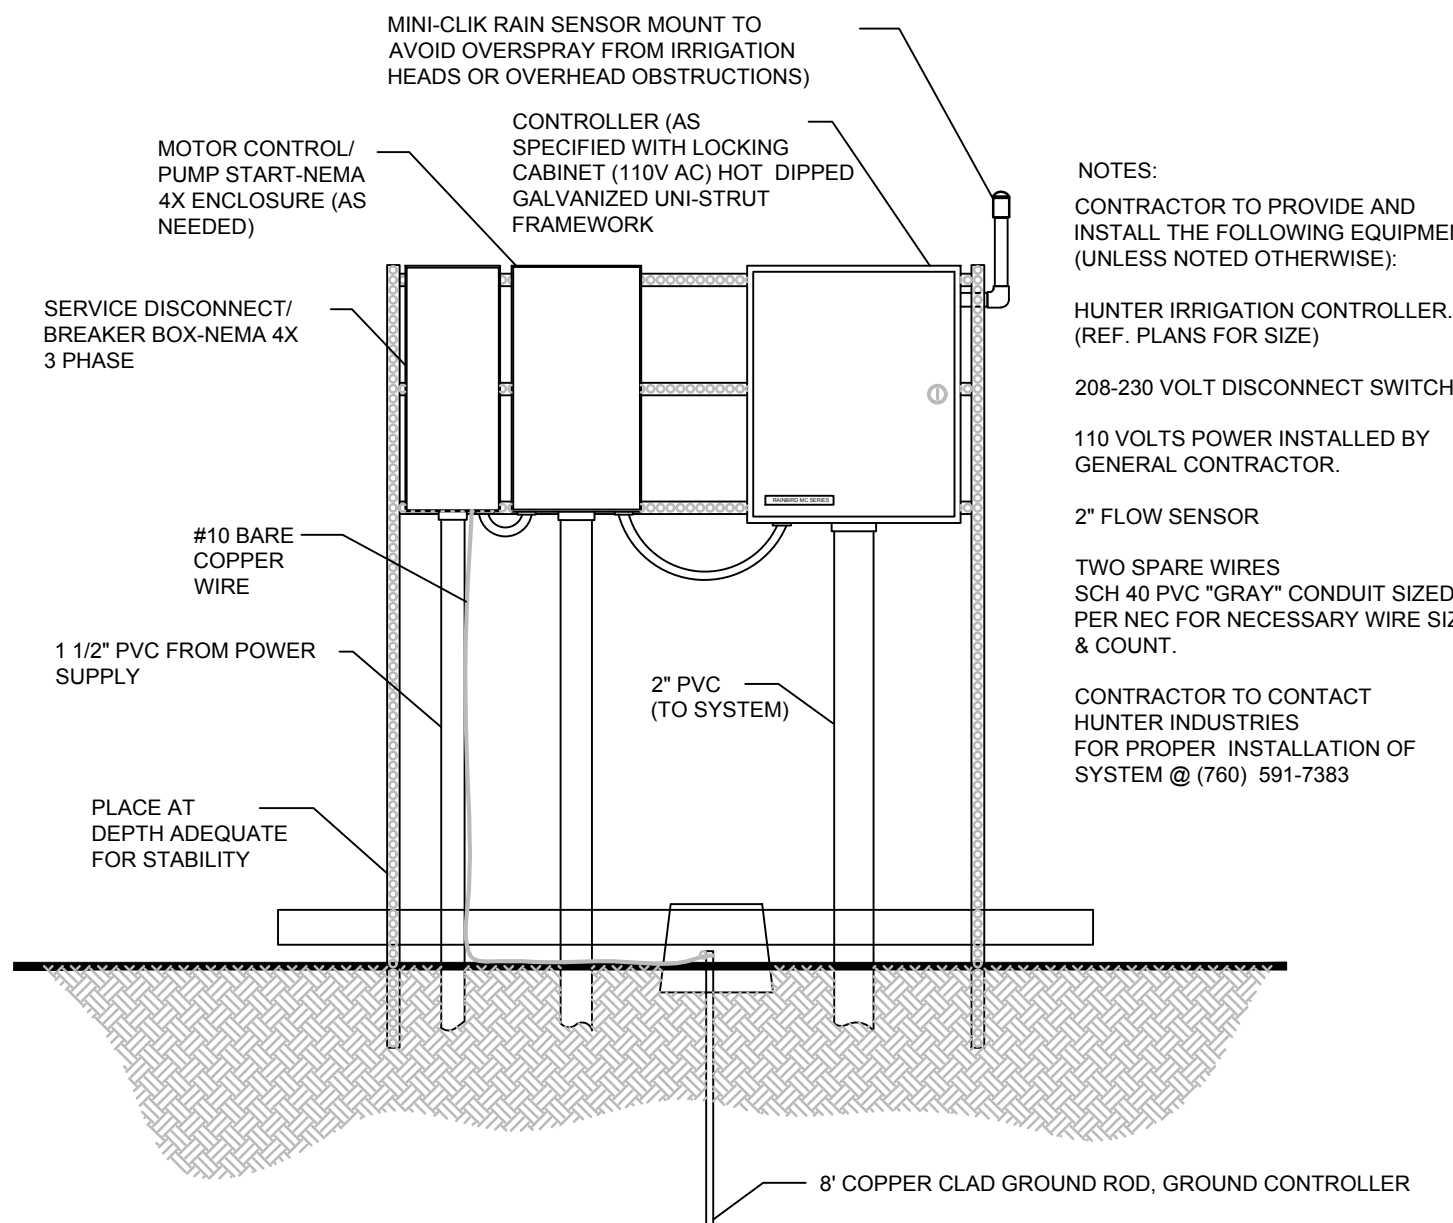 MINI-CLIK RAIN SENSOR MOUNT TO
AVOID OVERSPRAY FROM IRRIGATION
HEADS OR OVERHEAD OBSTRUCTIONS)
CONTROLLER (AS
SPECIFIED WITH LOCKING
CABINET (110V AC) HOT DIPPED
GALVANIZED UNI-STRUT
FRAMEWORK
MOTOR CONTROL/
PUMP START-NEMA
4X ENCLOSURE (AS
NEEDED)
SERVICE DISCONNECT/
BREAKER BOX-NEMA 4X
3 PHASE
RAINBIRD MC SERIES
#10 BARE
COPPER
WIRE
1 1/2" PVC FROM POWER
SUPPLY
2" PVC
(TO SYSTEM)
PLACE AT
DEPTH ADEQUATE
FOR STABILITY
8' COPPER CLAD GROUND ROD, GROUND CONTROLLER
NOTES:
CONTRACTOR TO PROVIDE AND
INSTALL THE FOLLOWING EQUIPME
(UNLESS NOTED OTHERWISE):
HUNTER IRRIGATION CONTROLLER.
(REF. PLANS FOR SIZE)
208-230 VOLT DISCONNECT SWITCH
110 VOLTS POWER INSTALLED BY
GENERAL CONTRACTOR.
2" FLOW SENSOR
TWO SPARE WIRES
SCH 40 PVC "GRAY" CONDUIT SIZED
PER NEC FOR NECESSARY WIRE SIZ
& COUNT.
CONTRACTOR TO CONTACT
HUNTER INDUSTRIES
FOR PROPER INSTALLATION OF
SYSTEM @ (760) 591-7383